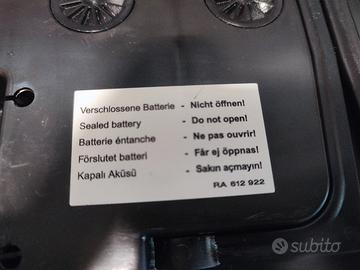 Verschlossene Batterie - Nicht öffnen!
Sealed battery - Do not open!
Batterie éntanche - Ne pas ouvrir!
Förslutet batteri - Får ej öppnas!
Kapalı Aküsü - Sakın açmayın!
RA 612 922
subito